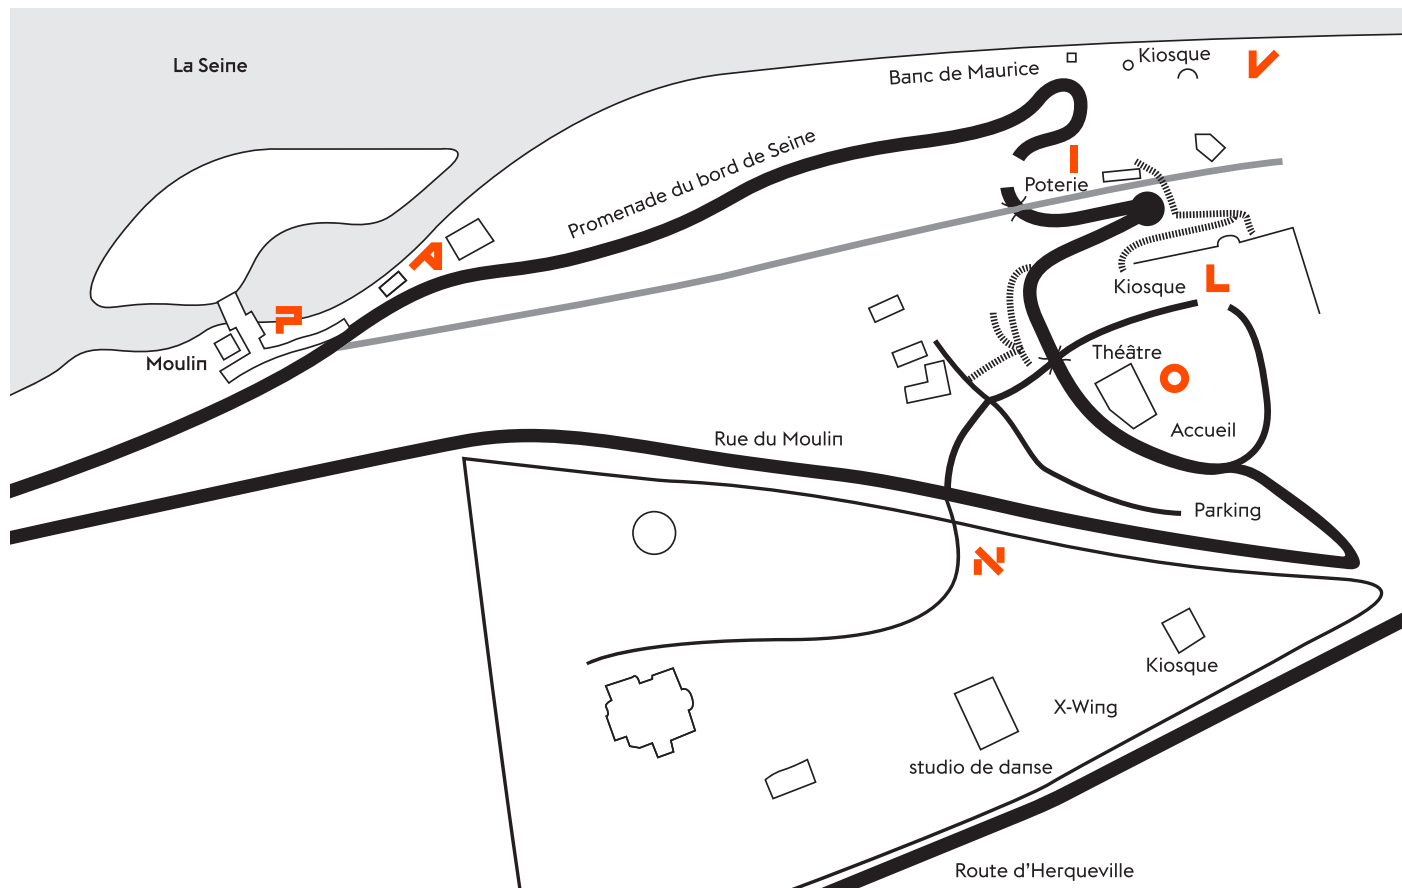 La Seine
Banc de Maurice
Kiosque
V
Promenade du bord de Seine
I
Poterie
A
Kiosque
L
P
Moulin
Théâtre
O
Accueil
Rue du Moulin
Parking
N
Kiosque
X-Wing
studio de danse
Route d’Herqueville